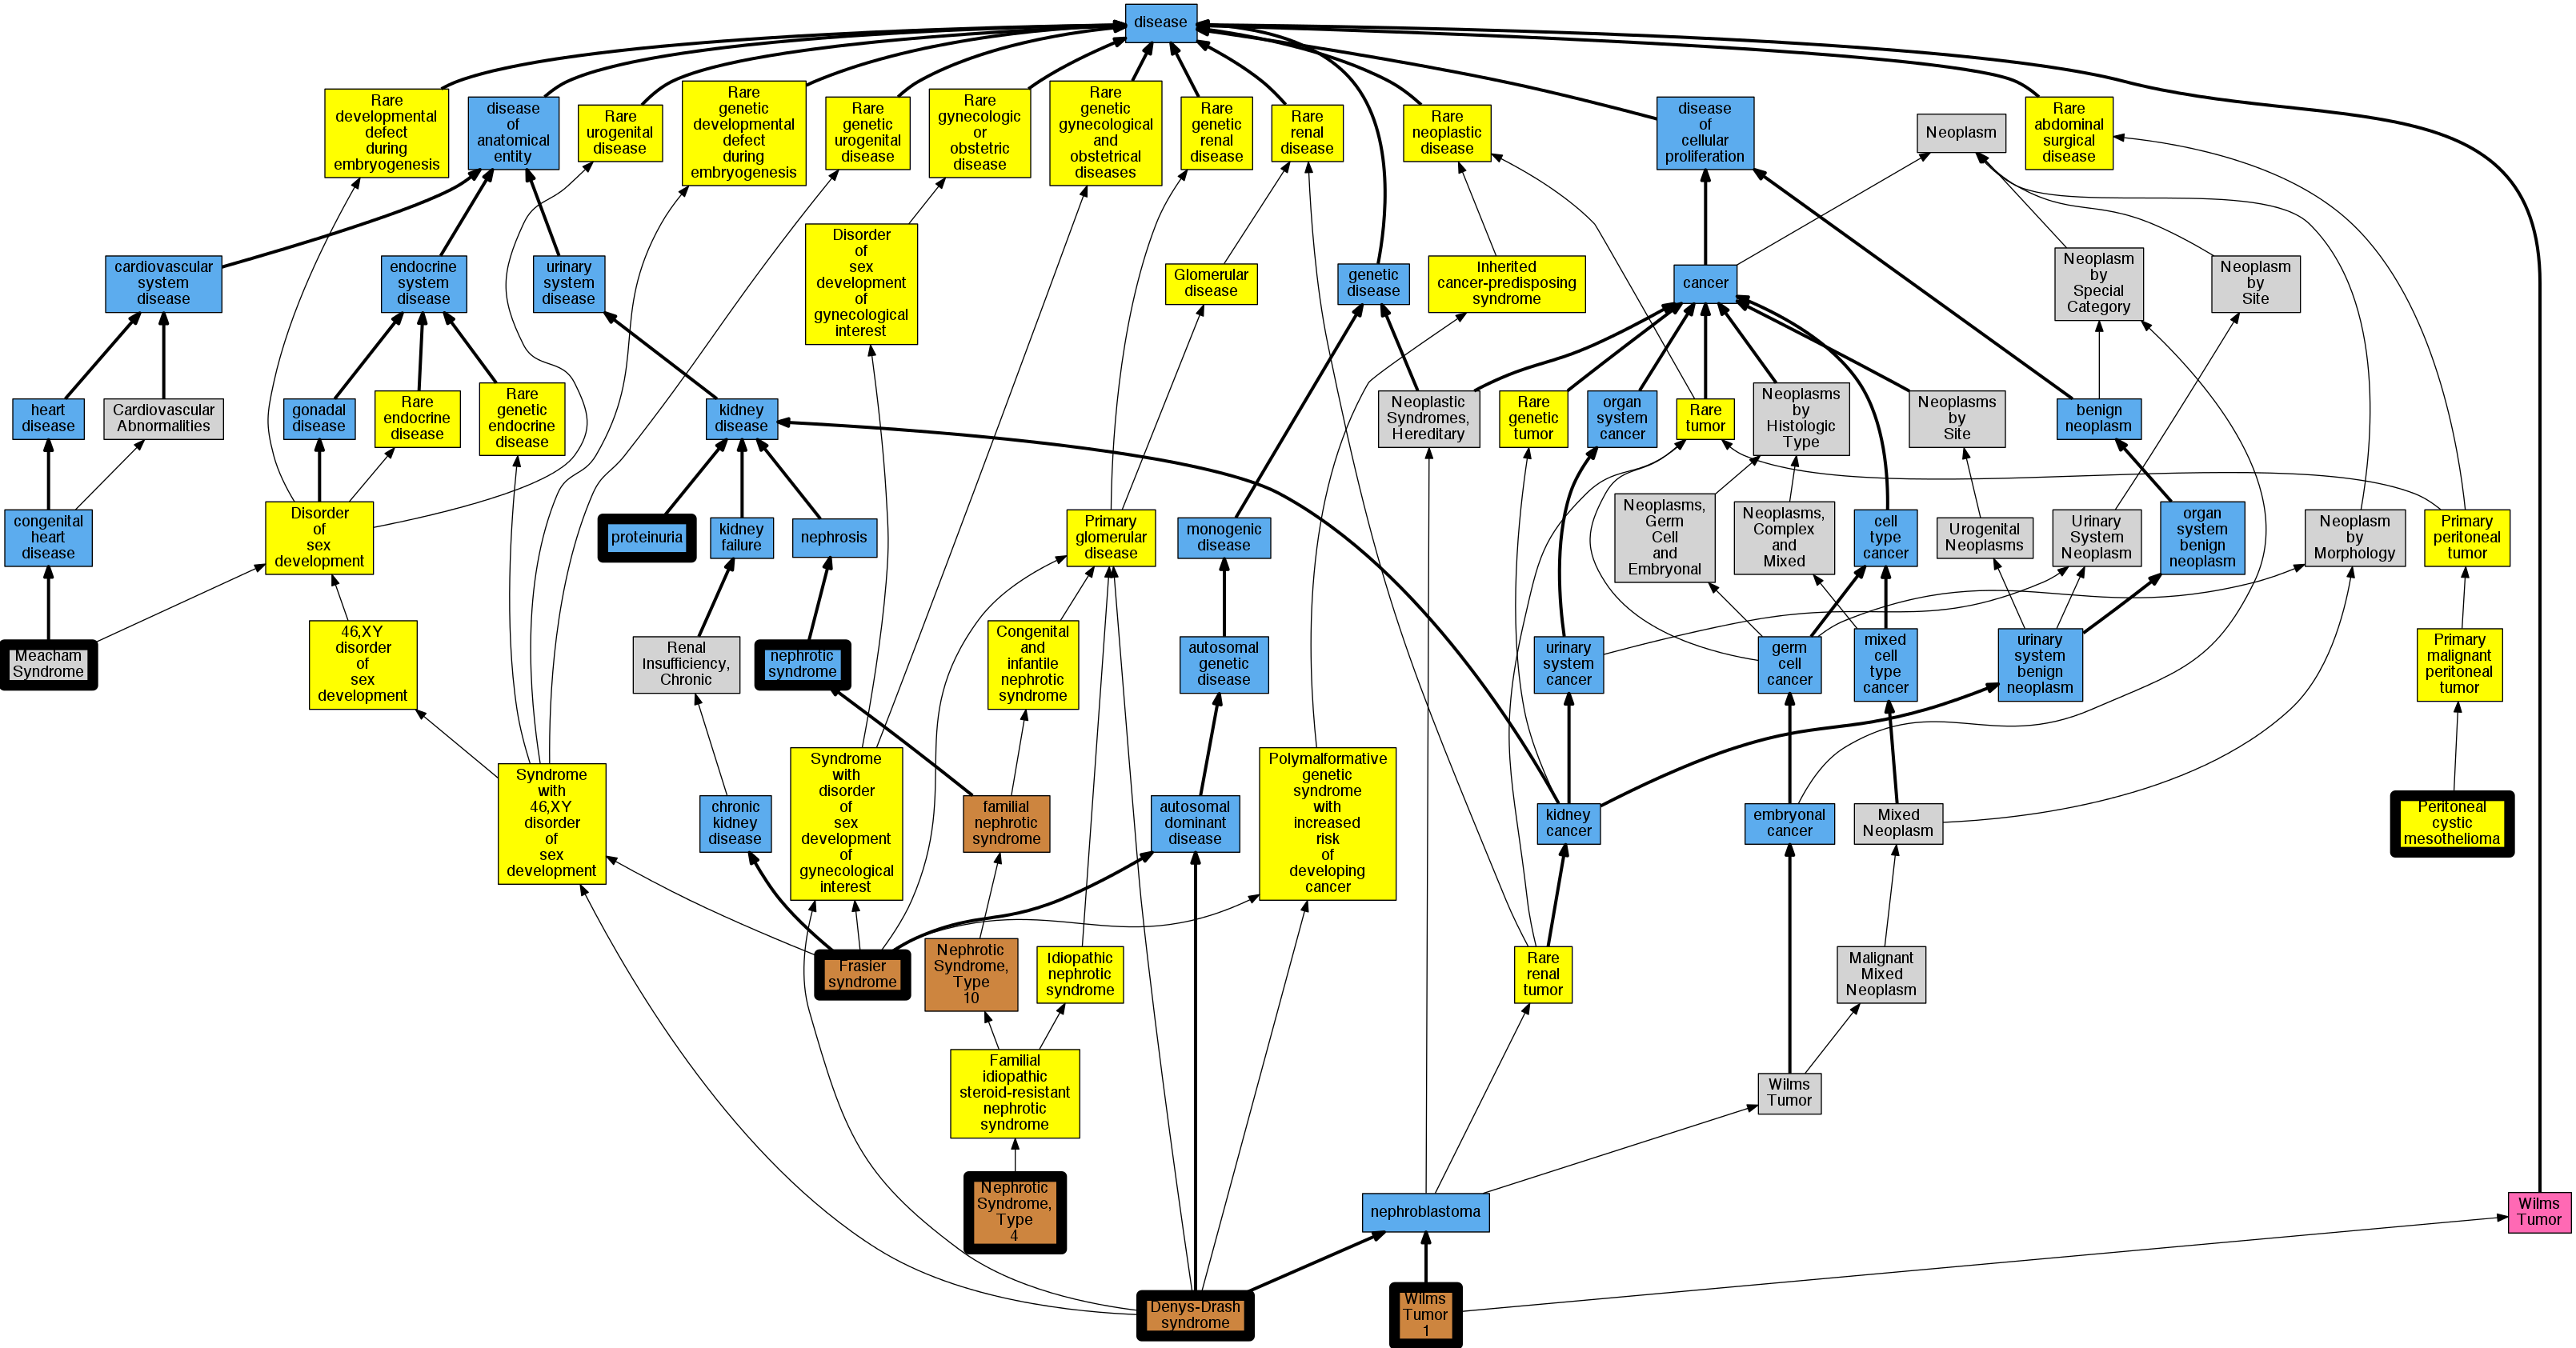 disease
Rare
developmental
defect
during
embryogenesis
disease
of
anatomical
entity
Rare
urogenital
disease
Rare
genetic
developmental
defect
during
embryogenesis
Rare
genetic
urogenital
disease
Rare
gynecologic
or
obstetric
disease
Rare
genetic
gynecological
and
obstetrical
diseases
Rare
genetic
renal
disease
Rare
renal
disease
Rare
neoplastic
disease
disease
of
cellular
proliferation
Neoplasm
Rare
abdominal
surgical
disease
cardiovascular
system
disease
endocrine
system
disease
urinary
system
disease
Disorder
of
sex
development
of
gynecological
interest
Glomerular
disease
genetic
disease
Inherited
cancer-predisposing
syndrome
cancer
Neoplasm
by
Special
Category
Neoplasm
by
Site
heart
disease
Cardiovascular
Abnormalities
gonadal
disease
Rare
endocrine
disease
Rare
genetic
endocrine
disease
kidney
disease
Neoplastic
Syndromes,
Hereditary
Rare
genetic
tumor
organ
system
cancer
Rare
tumor
Neoplasms
by
Histologic
Type
Neoplasms
by
Site
benign
neoplasm
congenital
heart
disease
Disorder
of
sex
development
proteinuria
kidney
failure
nephrosis
Primary
glomerular
disease
monogenic
disease
Neoplasms,
Germ
Cell
and
Embryonal
Neoplasms,
Complex
and
Mixed
cell
type
cancer
Urogenital
Neoplasms
Urinary
System
Neoplasm
organ
system
benign
neoplasm
Neoplasm
by
Morphology
Primary
peritoneal
tumor
Meacham
Syndrome
46,XY
disorder
of
sex
development
Renal
Insufficiency,
Chronic
nephrotic
syndrome
Congenital
and
infantile
nephrotic
syndrome
autosomal
genetic
disease
urinary
system
cancer
germ
cell
cancer
mixed
cell
type
cancer
urinary
system
benign
neoplasm
Primary
malignant
peritoneal
tumor
Syndrome
with
46,XY
disorder
of
sex
development
chronic
kidney
disease
Syndrome
with
disorder
of
sex
development
of
gynecological
interest
familial
nephrotic
syndrome
autosomal
dominant
disease
Polymalformative
genetic
syndrome
with
increased
risk
of
developing
cancer
kidney
cancer
embryonal
cancer
Mixed
Neoplasm
Peritoneal
cystic
mesothelioma
Frasier
syndrome
Nephrotic
Syndrome,
Type
10
Idiopathic
nephrotic
syndrome
Rare
renal
tumor
Malignant
Mixed
Neoplasm
Familial
idiopathic
steroid-resistant
nephrotic
syndrome
Wilms
Tumor
Nephrotic
Syndrome,
Type
4
nephroblastoma
Wilms
Tumor
Denys-Drash
syndrome
Wilms
Tumor
1